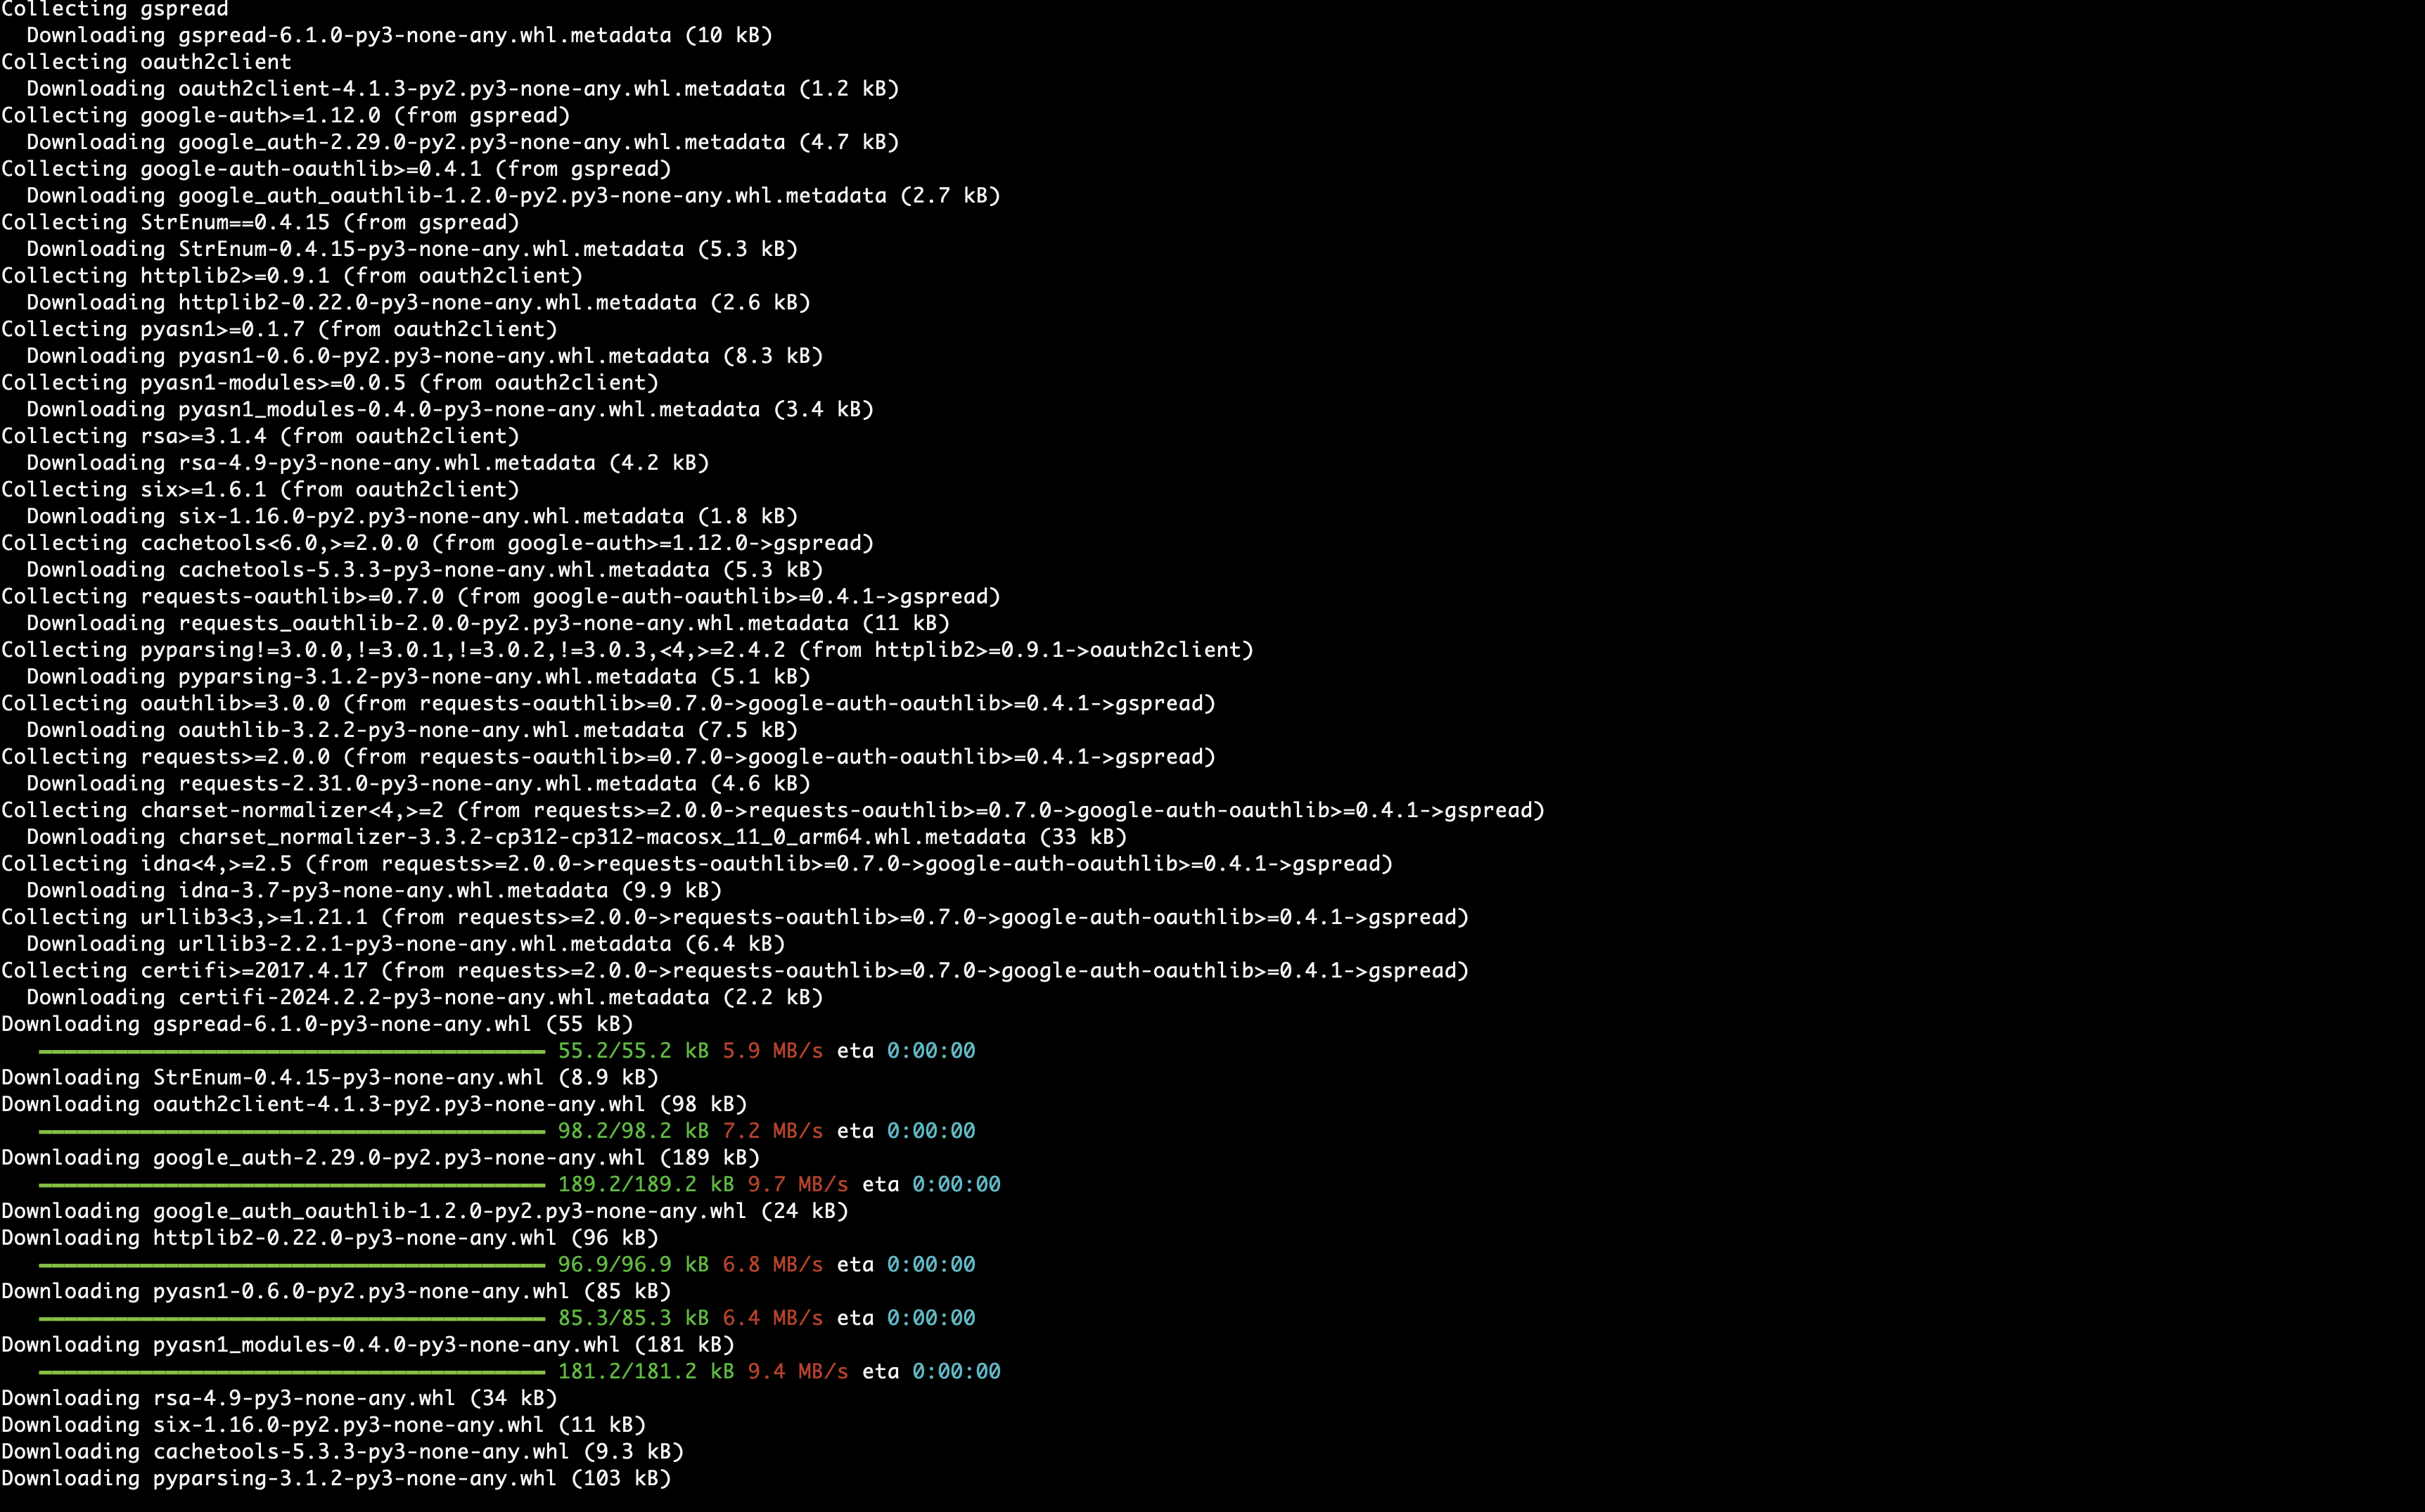 Collecting gspread
  Downloading gspread-6.1.0-py3-none-any.whl.metadata (10 kB)
Collecting oauth2client
  Downloading oauth2client-4.1.3-py2.py3-none-any.whl.metadata (1.2 kB)
Collecting google-auth>=1.12.0 (from gspread)
  Downloading google_auth-2.29.0-py2.py3-none-any.whl.metadata (4.7 kB)
Collecting google-auth-oauthlib>=0.4.1 (from gspread)
  Downloading google_auth_oauthlib-1.2.0-py2.py3-none-any.whl.metadata (2.7 kB)
Collecting StrEnum==0.4.15 (from gspread)
  Downloading StrEnum-0.4.15-py3-none-any.whl.metadata (5.3 kB)
Collecting httplib2>=0.9.1 (from oauth2client)
  Downloading httplib2-0.22.0-py3-none-any.whl.metadata (2.6 kB)
Collecting pyasn1>=0.1.7 (from oauth2client)
  Downloading pyasn1-0.6.0-py2.py3-none-any.whl.metadata (8.3 kB)
Collecting pyasn1-modules>=0.0.5 (from oauth2client)
  Downloading pyasn1_modules-0.4.0-py3-none-any.whl.metadata (3.4 kB)
Collecting rsa>=3.1.4 (from oauth2client)
  Downloading rsa-4.9-py3-none-any.whl.metadata (4.2 kB)
Collecting six>=1.6.1 (from oauth2client)
  Downloading six-1.16.0-py2.py3-none-any.whl.metadata (1.8 kB)
Collecting cachetools<6.0,>=2.0.0 (from google-auth>=1.12.0->gspread)
  Downloading cachetools-5.3.3-py3-none-any.whl.metadata (5.3 kB)
Collecting requests-oauthlib>=0.7.0 (from google-auth-oauthlib>=0.4.1->gspread)
  Downloading requests_oauthlib-2.0.0-py2.py3-none-any.whl.metadata (11 kB)
Collecting pyparsing!=3.0.0,!=3.0.1,!=3.0.2,!=3.0.3,<4,>=2.4.2 (from httplib2>=0.9.1->oauth2client)
  Downloading pyparsing-3.1.2-py3-none-any.whl.metadata (5.1 kB)
Collecting oauthlib>=3.0.0 (from requests-oauthlib>=0.7.0->google-auth-oauthlib>=0.4.1->gspread)
  Downloading oauthlib-3.2.2-py3-none-any.whl.metadata (7.5 kB)
Collecting requests>=2.0.0 (from requests-oauthlib>=0.7.0->google-auth-oauthlib>=0.4.1->gspread)
  Downloading requests-2.31.0-py3-none-any.whl.metadata (4.6 kB)
Collecting charset-normalizer<4,>=2 (from requests>=2.0.0->requests-oauthlib>=0.7.0->google-auth-oauthlib>=0.4.1->gspread)
  Downloading charset_normalizer-3.3.2-cp312-cp312-macosx_11_0_arm64.whl.metadata (33 kB)
Collecting idna<4,>=2.5 (from requests>=2.0.0->requests-oauthlib>=0.7.0->google-auth-oauthlib>=0.4.1->gspread)
  Downloading idna-3.7-py3-none-any.whl.metadata (9.9 kB)
Collecting urllib3<3,>=1.21.1 (from requests>=2.0.0->requests-oauthlib>=0.7.0->google-auth-oauthlib>=0.4.1->gspread)
  Downloading urllib3-2.2.1-py3-none-any.whl.metadata (6.4 kB)
Collecting certifi>=2017.4.17 (from requests>=2.0.0->requests-oauthlib>=0.7.0->google-auth-oauthlib>=0.4.1->gspread)
  Downloading certifi-2024.2.2-py3-none-any.whl.metadata (2.2 kB)
Downloading gspread-6.1.0-py3-none-any.whl (55 kB)
55.2/55.2 kB 5.9 MB/s eta 0:00:00
Downloading StrEnum-0.4.15-py3-none-any.whl (8.9 kB)
Downloading oauth2client-4.1.3-py2.py3-none-any.whl (98 kB)
98.2/98.2 kB 7.2 MB/s eta 0:00:00
Downloading google_auth-2.29.0-py2.py3-none-any.whl (189 kB)
189.2/189.2 kB 9.7 MB/s eta 0:00:00
Downloading google_auth_oauthlib-1.2.0-py2.py3-none-any.whl (24 kB)
Downloading httplib2-0.22.0-py3-none-any.whl (96 kB)
96.9/96.9 kB 6.8 MB/s eta 0:00:00
Downloading pyasn1-0.6.0-py2.py3-none-any.whl (85 kB)
85.3/85.3 kB 6.4 MB/s eta 0:00:00
Downloading pyasn1_modules-0.4.0-py3-none-any.whl (181 kB)
181.2/181.2 kB 9.4 MB/s eta 0:00:00
Downloading rsa-4.9-py3-none-any.whl (34 kB)
Downloading six-1.16.0-py2.py3-none-any.whl (11 kB)
Downloading cachetools-5.3.3-py3-none-any.whl (9.3 kB)
Downloading pyparsing-3.1.2-py3-none-any.whl (103 kB)